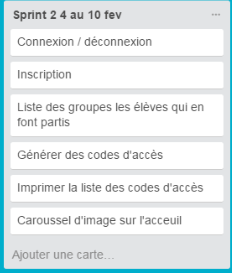 Sprint 2 4 au 10 fev
Connexion / déconnexion
Inscription
Liste des groupes les élèves qui en
font partis
Générer des codes d'accès
Imprimer la liste des codes d'accès
Caroussel d'image sur l'acceuil
Ajouter une carte...